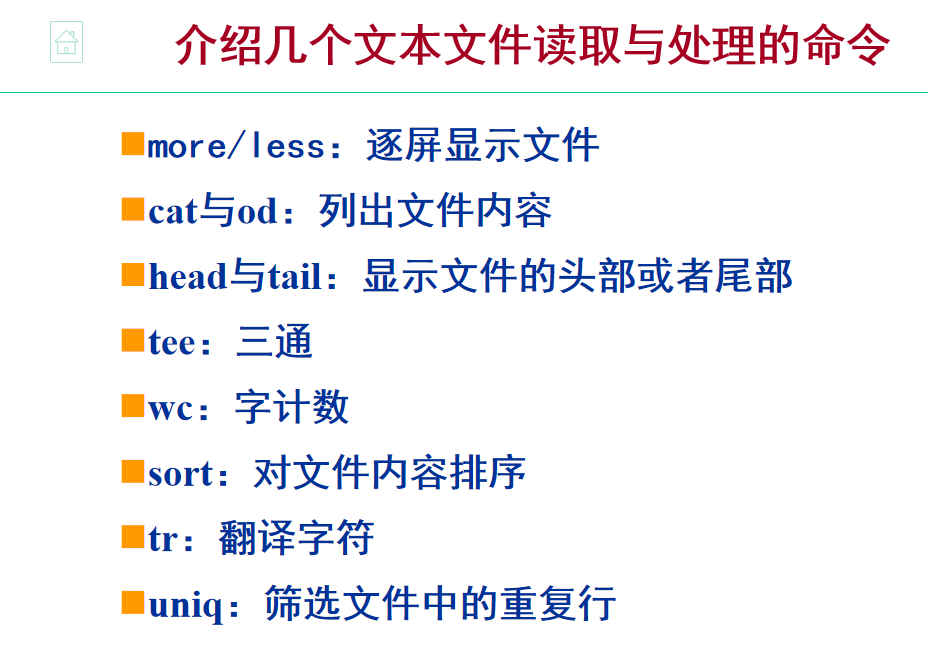 介绍几个文本文件读取与处理的命令
more/less：逐屏显示文件
cat与od：列出文件内容
head与tail：显示文件的头部或者尾部
tee：三通
wc：字计数
sort：对文件内容排序
tr：翻译字符
uniq：筛选文件中的重复行